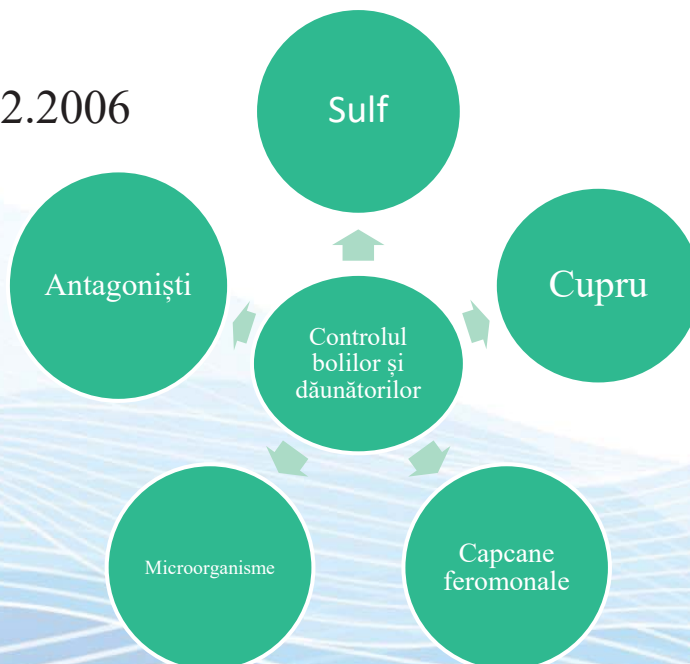 2.2006
Sulf
Cupru
Antagoniști
Controlul
bolilor și
dăunătorilor
Microorganisme
Capcane
feromonale